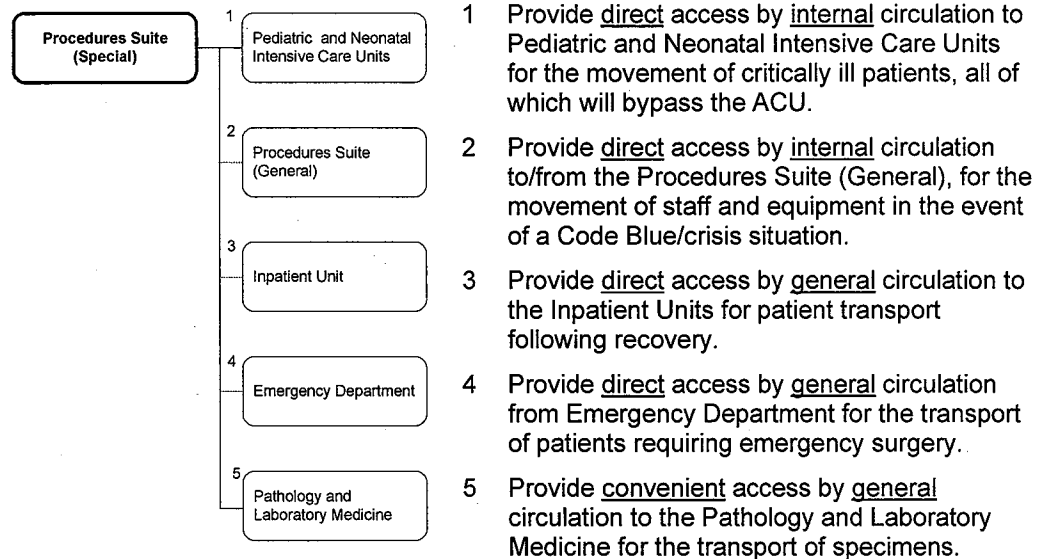 Procedures Suite
(Special)
1
Pediatric and Neonatal
Intensive Care Units
2
Procedures Suite
(General)
3
Inpatient Unit
4
Emergency Department
5
Pathology and
Laboratory Medicine
1 Provide direct access by internal circulation to
Pediatric and Neonatal Intensive Care Units
for the movement of critically ill patients, all of
which will bypass the ACU.
2 Provide direct access by internal circulation
to/from the Procedures Suite (General), for the
movement of staff and equipment in the event
of a Code Blue/crisis situation.
3 Provide direct access by general circulation to
the Inpatient Units for patient transport
following recovery.
4 Provide direct access by general circulation
from Emergency Department for the transport
of patients requiring emergency surgery.
5 Provide convenient access by general
circulation to the Pathology and Laboratory
Medicine for the transport of specimens.